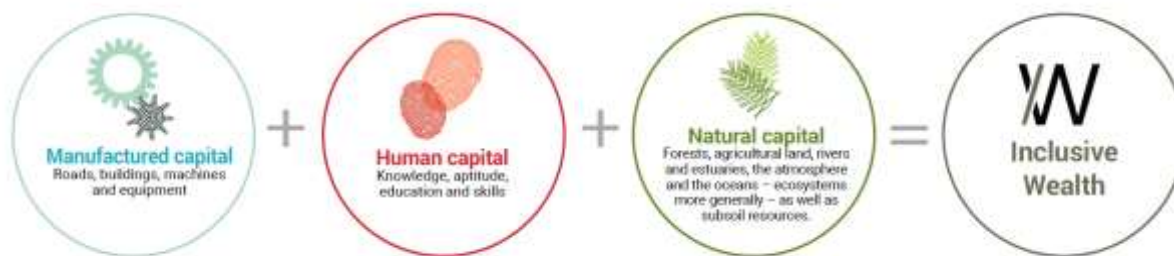 Manufactured capital
Roads, buildings, machines
and equipment
+
Human capital
Knowledge, aptitude,
education and skills
+
Natural capital
Forests, agricultural land, rivers
and estuaries, the atmosphere
and the oceans – ecosystems
more generally – as well as
subsoil resources.
=
IW
Inclusive
Wealth